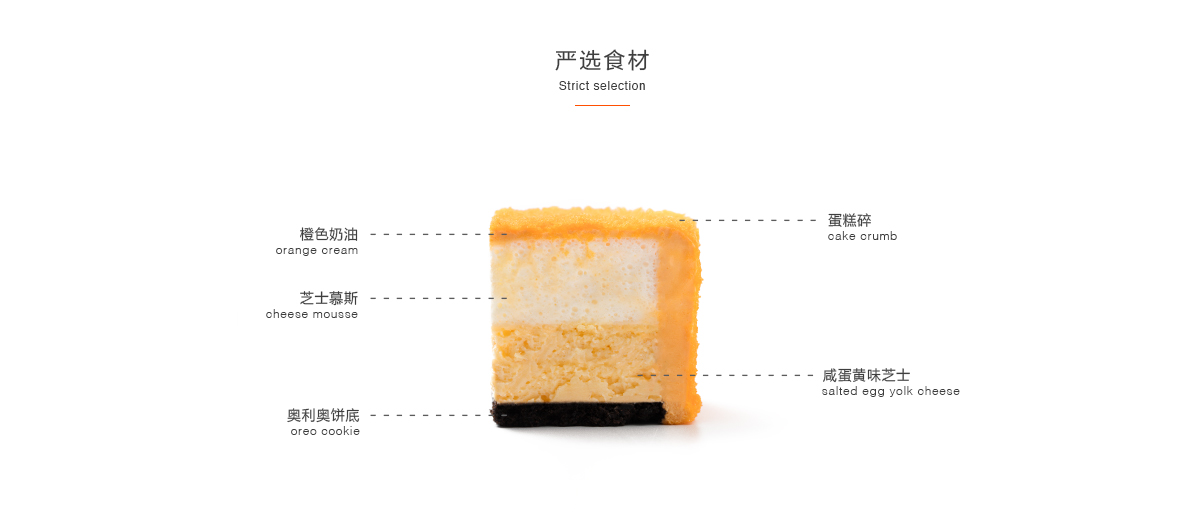 严选食材
Strict selection
蛋糕碎
cake crumb
橙色奶油
orange cream
芝士慕斯
cheese mousse
咸蛋黄味芝士
salted egg yolk cheese
奥利奥饼底
oreo cookie